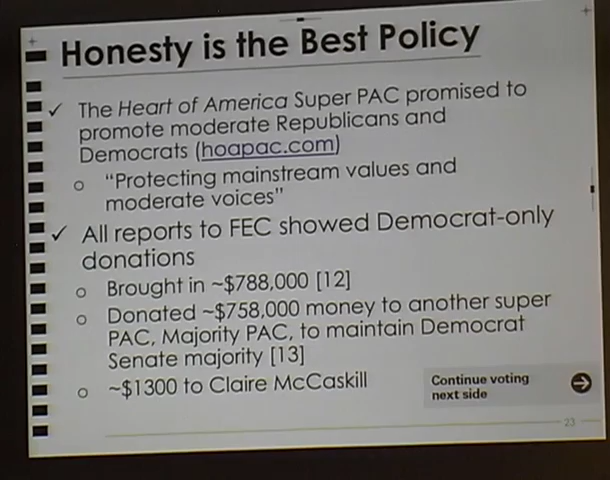 Honesty is the Best Policy
✓ The Heart of America Super PAC promised to
promote moderate Republicans and
Democrats (hoapac.com)
o "Protecting mainstream values and
moderate voices"
✓ All reports to FEC showed Democrat-only
donations
o Brought in ~$788,000 [12]
o Donated ~$758,000 money to another super
PAC, Majority PAC, to maintain Democrat
Senate majority [13]
o ~$1300 to Claire McCaskill
Continue voting
next side
23